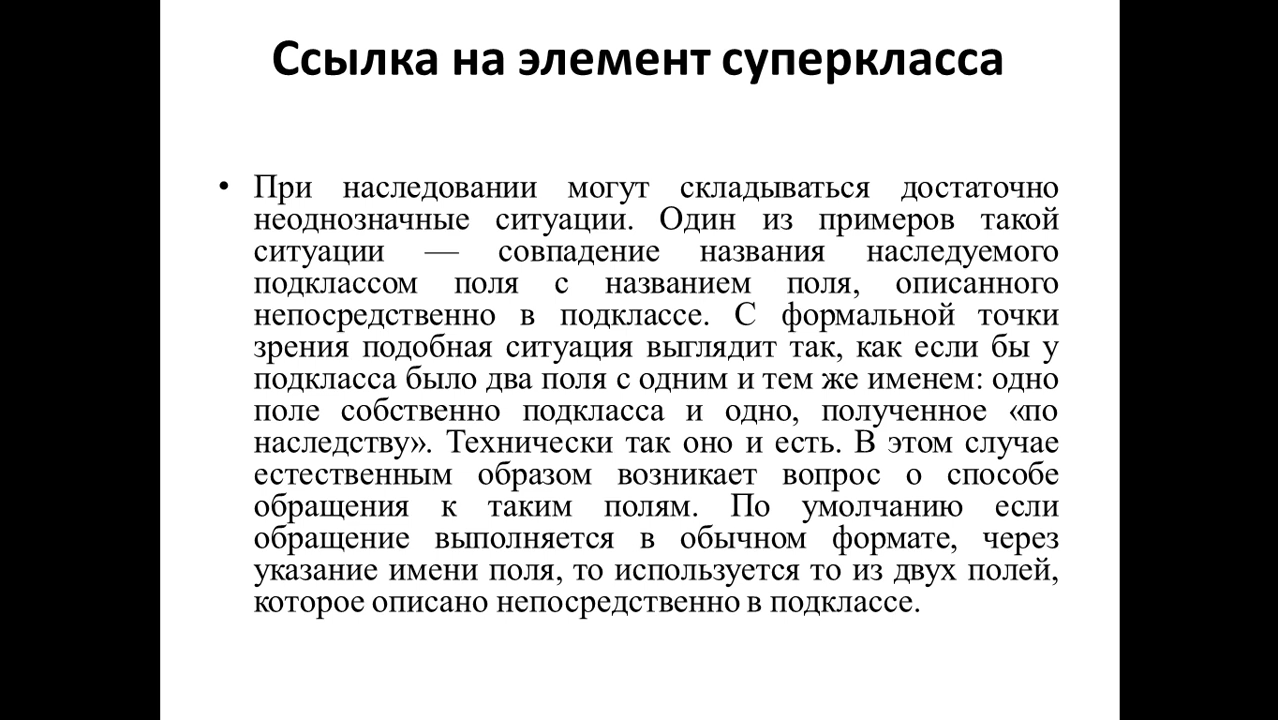 Ссылка на элемент суперкласса
• При наследовании могут складываться достаточно
неоднозначные ситуации. Один из примеров такой
ситуации — совпадение названия наследуемого
подклассом поля с названием поля, описанного
непосредственно в подклассе. С формальной точки
зрения подобная ситуация выглядит так, как если бы у
подкласса было два поля с одним и тем же именем: одно
поле собственно подкласса и одно, полученное «по
наследству». Технически так оно и есть. В этом случае
естественным образом возникает вопрос о способе
обращения к таким полям. По умолчанию если
обращение выполняется в обычном формате, через
указание имени поля, то используется то из двух полей,
которое описано непосредственно в подклассе.